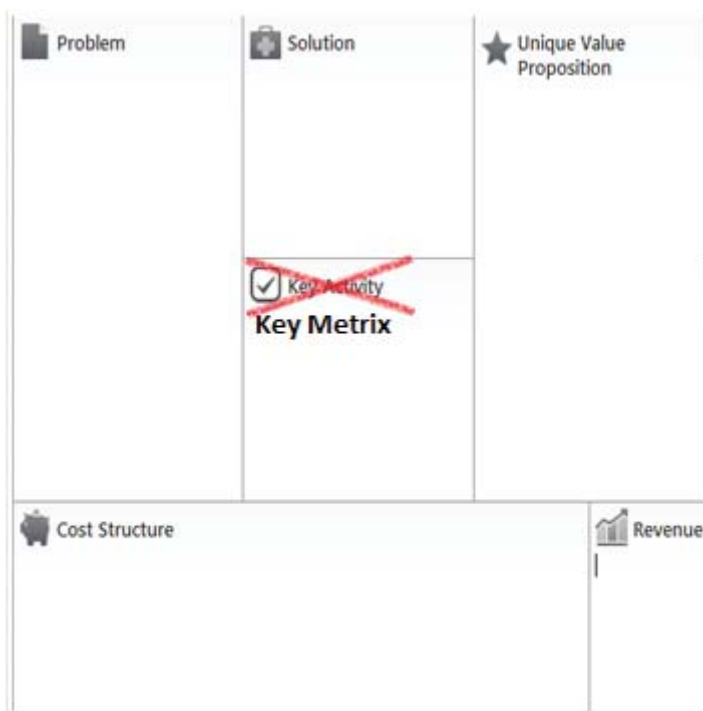 Problem
Solution
Unique Value
Proposition
Key Activity
Key Metrix
Cost Structure
Revenue